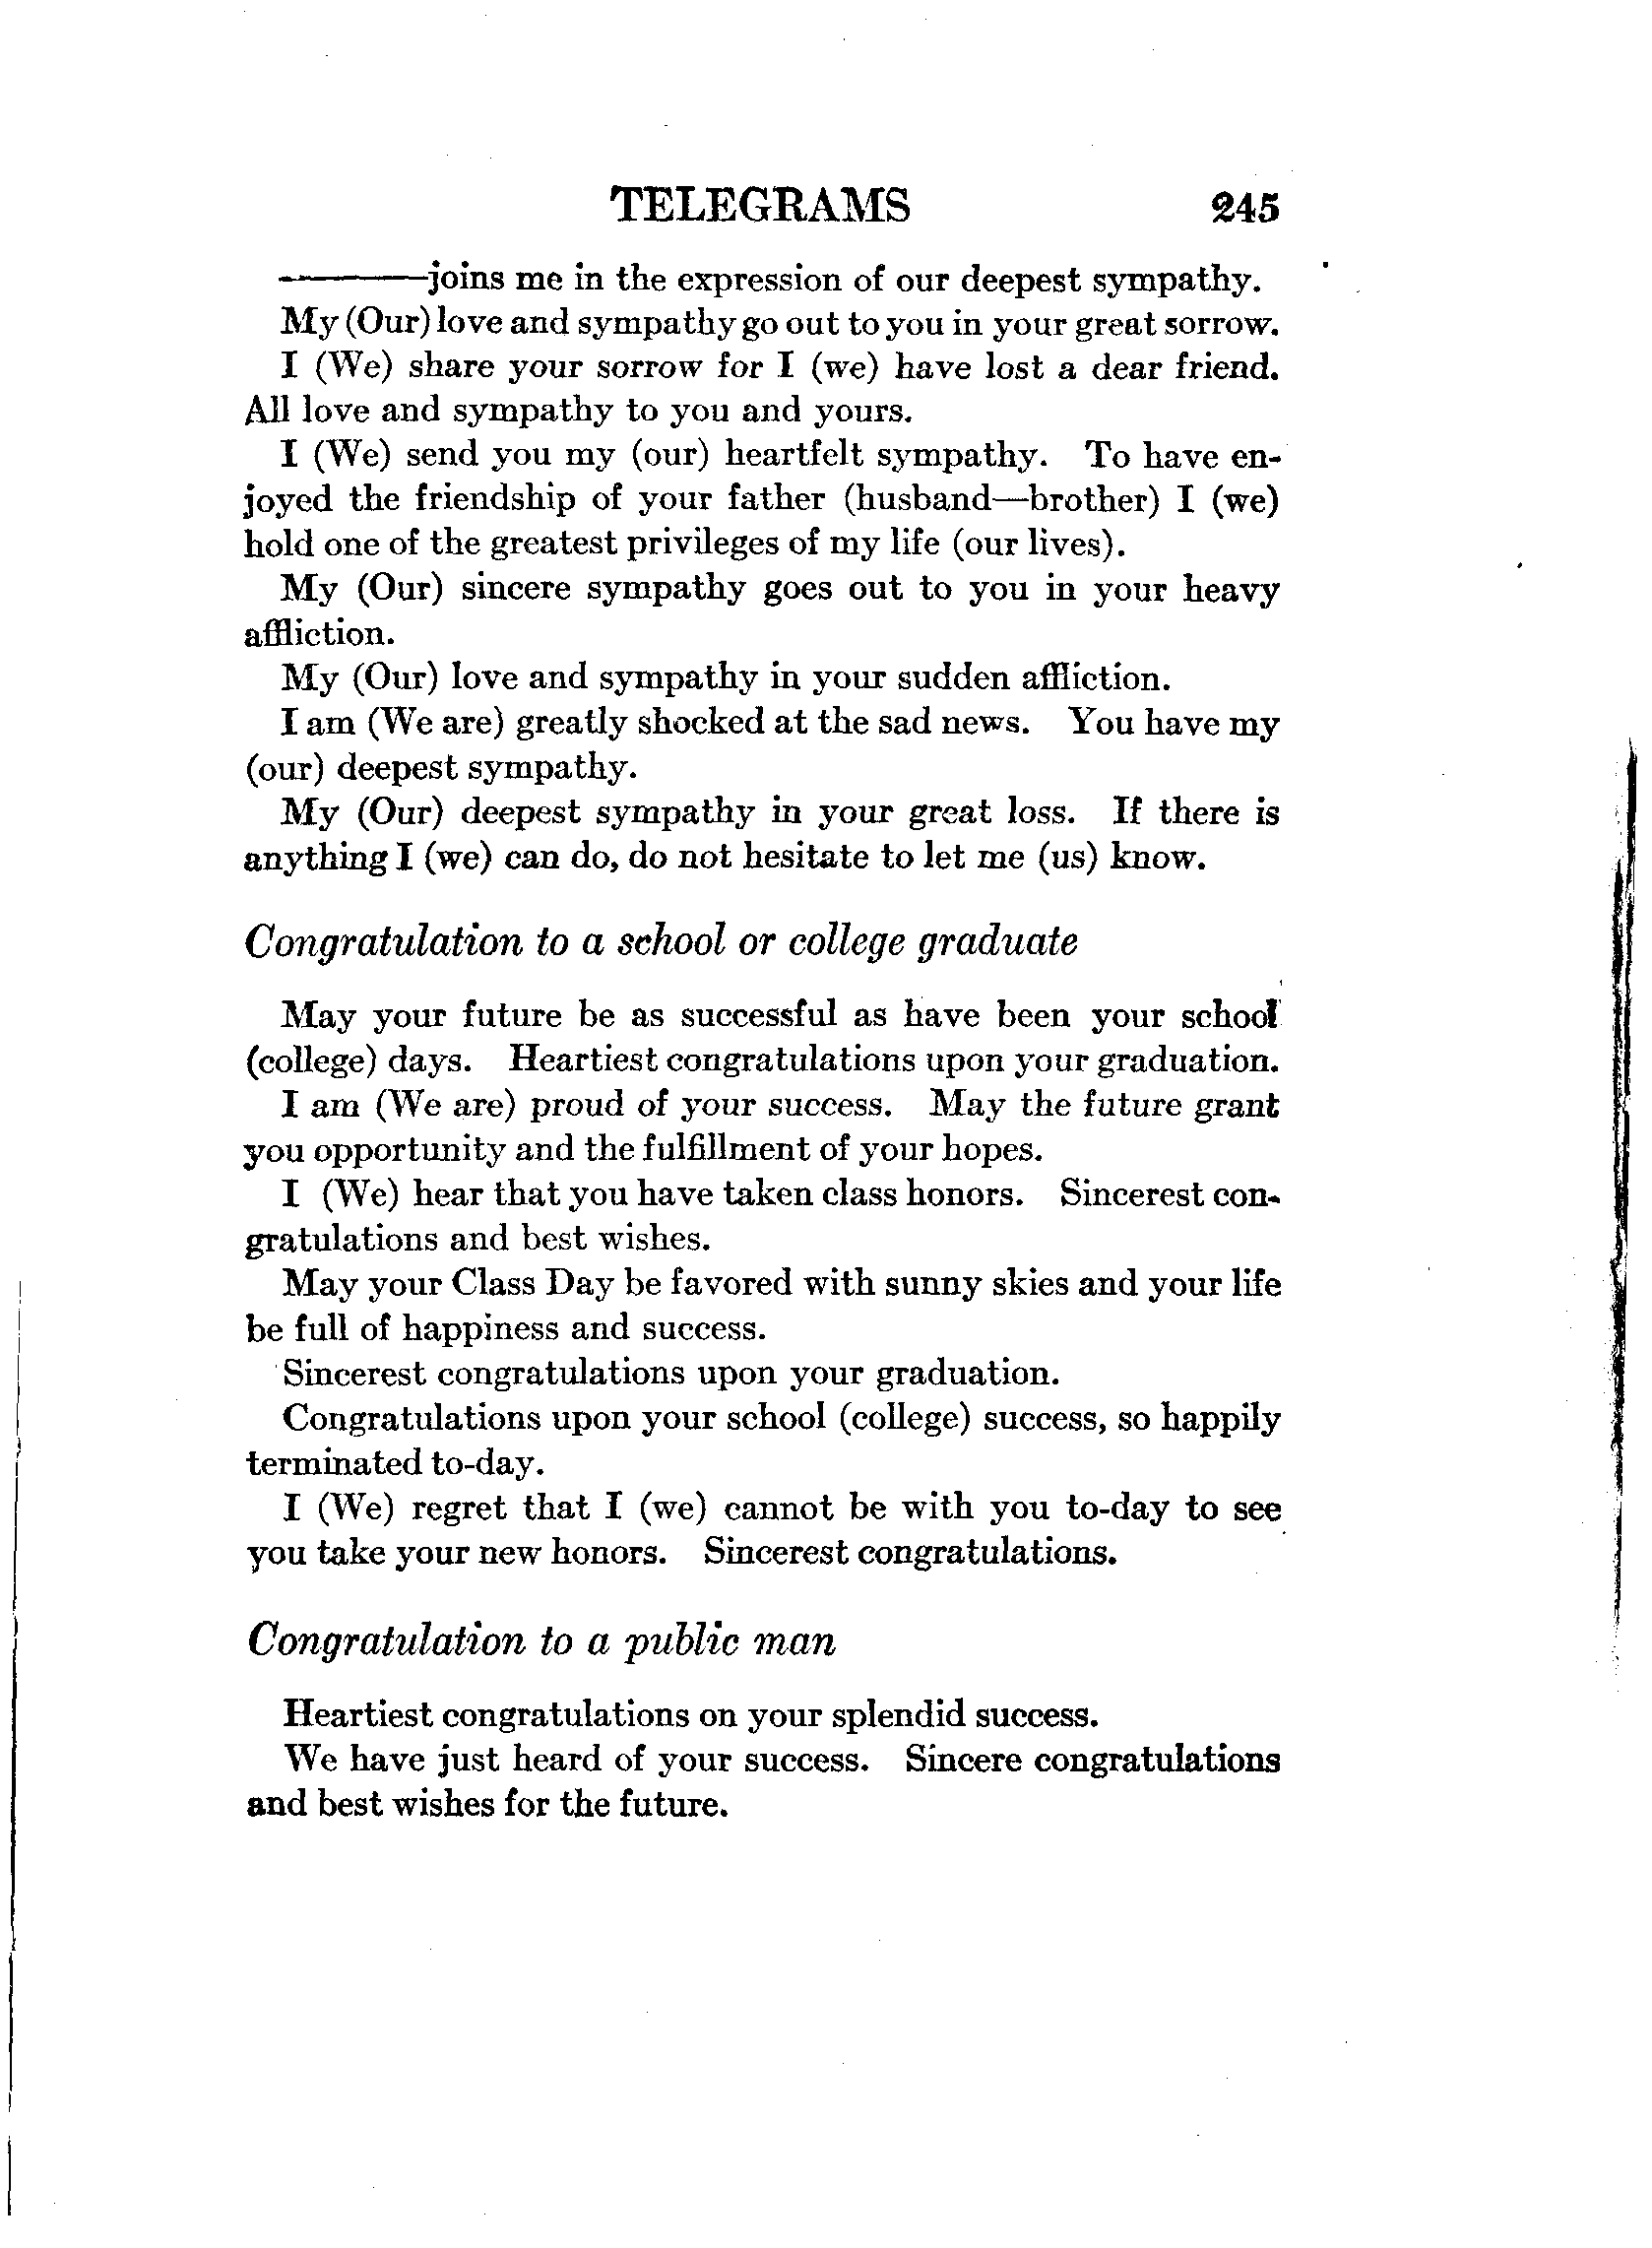 TELEGRAMS 245
————joins me in the expression of our deepest sympathy.
My (Our) love and sympathy go out to you in your great sorrow.
I (We) share your sorrow for I (we) have lost a dear friend.
All love and sympathy to you and yours.
I (We) send you my (our) heartfelt sympathy. To have en-
joyed the friendship of your father (husband—brother) I (we)
hold one of the greatest privileges of my life (our lives).
My (Our) sincere sympathy goes out to you in your heavy
affliction.
My (Our) love and sympathy in your sudden affliction.
I am (We are) greatly shocked at the sad news. You have my
(our) deepest sympathy.
My (Our) deepest sympathy in your great loss. If there is
anything I (we) can do, do not hesitate to let me (us) know.
Congratulation to a school or college graduate
May your future be as successful as have been your school
(college) days. Heartiest congratulations upon your graduation.
I am (We are) proud of your success. May the future grant
you opportunity and the fulfillment of your hopes.
I (We) hear that you have taken class honors. Sincerest con-
gratulations and best wishes.
May your Class Day be favored with sunny skies and your life
be full of happiness and success.
Sincerest congratulations upon your graduation.
Congratulations upon your school (college) success, so happily
terminated to-day.
I (We) regret that I (we) cannot be with you to-day to see
you take your new honors. Sincerest congratulations.
Congratulation to a public man
Heartiest congratulations on your splendid success.
We have just heard of your success. Sincere congratulations
and best wishes for the future.